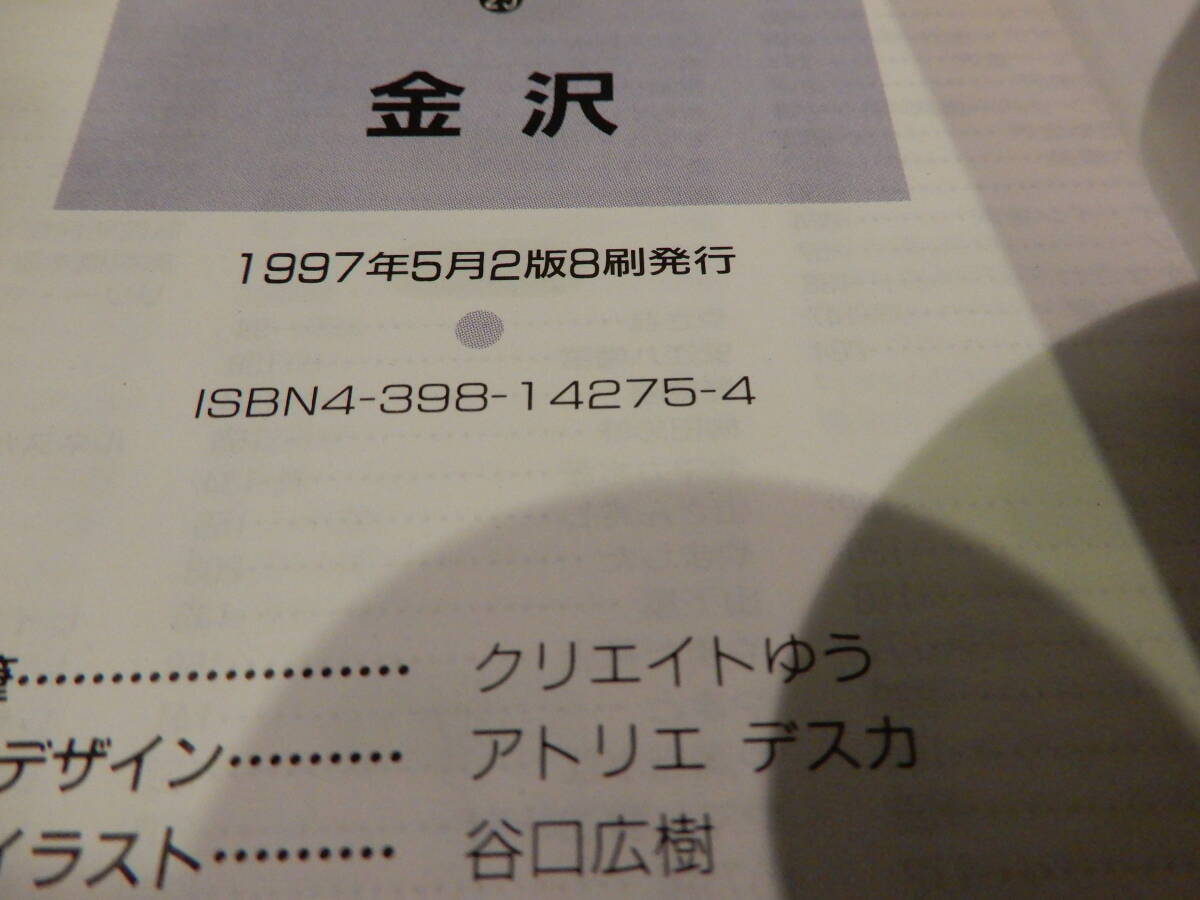 金沢
1997年5月2版8刷発行
ISBN4-398-14275-4
筆…………………… クリエイトゆう
デザイン……… アトリエ デスカ
イラスト……… 谷口広樹